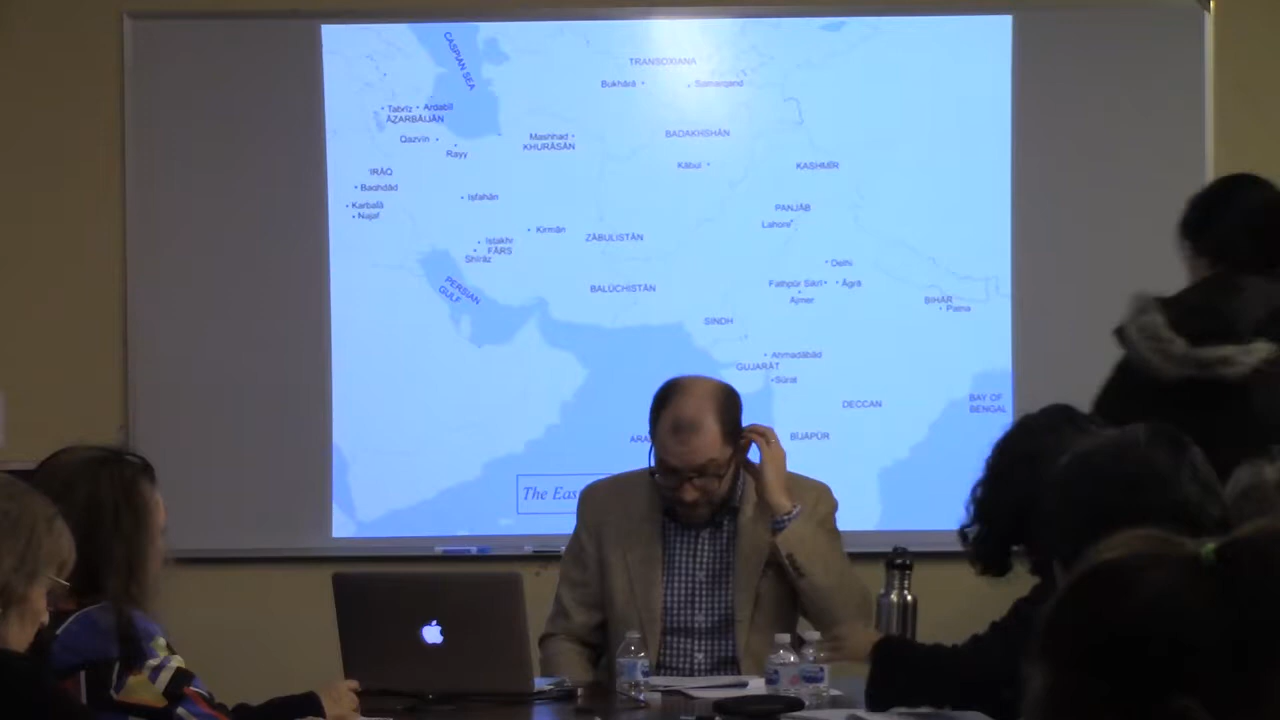 CASPIAN SEA
TRANSOXIANA
Bukhārā
Samarqand
Tabrīz
Ardabīl
ĀZARBĀIJĀN
Qazvīn
Rayy
Mashhad
KHURĀSĀN
BADAKHSHĀN
Kābul
KASHMĪR
'IRĀQ
Baghdād
Karbalā
Najaf
Isfahān
PANJĀB
Lahore
Kirmān
Istakhr
FĀRS
Shīrāz
ZĀBULISTĀN
Delhi
PERSIAN
GULF
BALŪCHISTĀN
Fathpūr Sikrī
Āgra
Ajmer
BIHĀR
Patna
SINDH
Ahmadābād
GUJARĀT
Sūrat
DECCAN
BAY OF
BENGAL
BĪJĀPŪR
The Eas